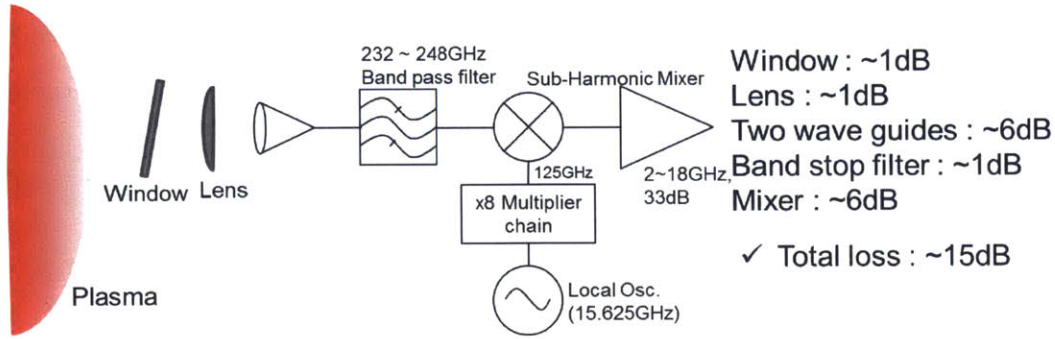 232 ~ 248GHz
Band pass filter
Sub-Harmonic Mixer
Window
Lens
125GHz
x8 Multiplier
chain
2~18GHz,
33dB
Local Osc.
(15.625GHz)
Plasma
Window : ~1dB
Lens : ~1dB
Two wave guides : ~6dB
Band stop filter : ~1dB
Mixer : ~6dB
✓ Total loss : ~15dB